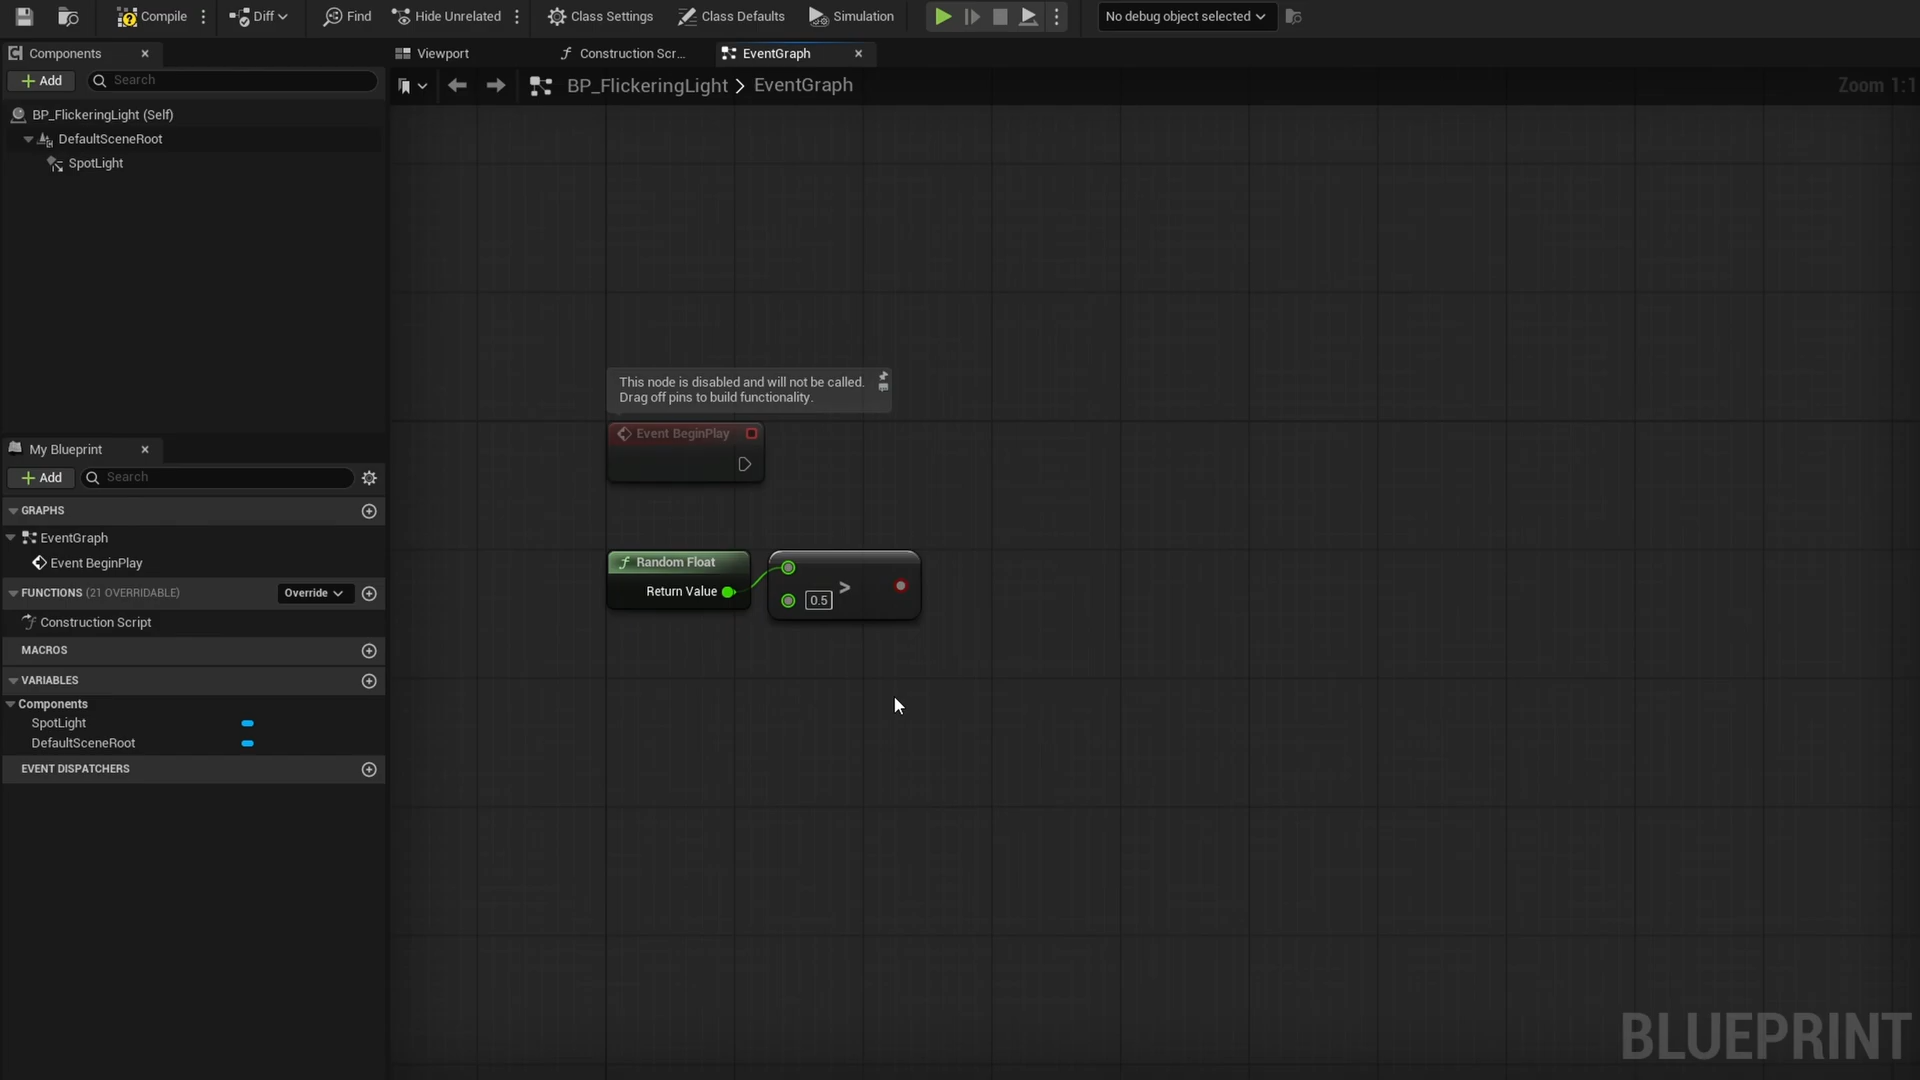 Compile
Diff
Find
Hide Unrelated
Class Settings
Class Defaults
Simulation
No debug object selected
Components
Viewport
Construction Scr...
EventGraph
Add
Search
BP_FlickeringLight > EventGraph
Zoom 1:1
BP_FlickeringLight (Self)
DefaultSceneRoot
SpotLight
This node is disabled and will not be called.
Drag off pins to build functionality.
Event BeginPlay
My Blueprint
Add
Search
GRAPHS
EventGraph
Event BeginPlay
FUNCTIONS (21 OVERRIDABLE)
Override
Construction Script
MACROS
VARIABLES
Components
SpotLight
DefaultSceneRoot
EVENT DISPATCHERS
Random Float
Return Value
0.5
>
BLUEPRINT